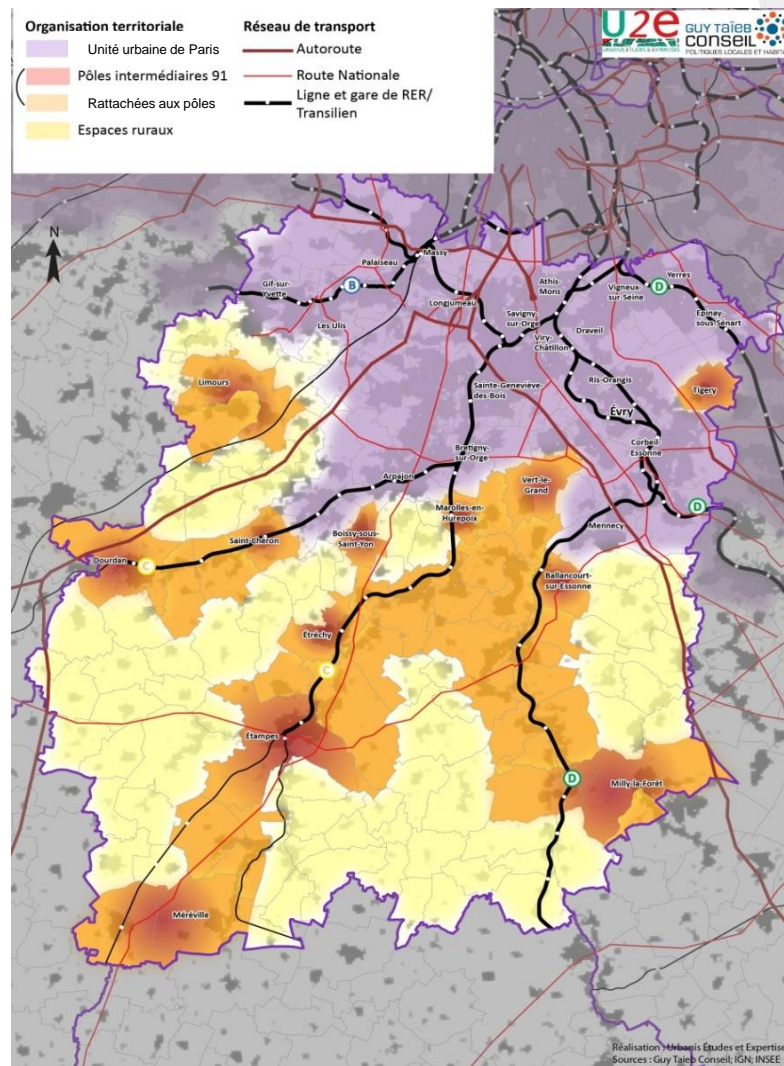 Organisation territoriale
Unité urbaine de Paris
Pôles intermédiaires 91
Rattachées aux pôles
Espaces ruraux
Réseau de transport
Autoroute
Route Nationale
Ligne et gare de RER/
Transilien
U2e
URBANIS ÉTUDES & EXPERTISE
GUY TAÏEB
CONSEIL
POLITIQUES LOCALES ET HABITAT
N
Palaiseau
Massy
Gif-sur-
Yvette
B
Longjumeau
Les Ulis
Athis-
Mons
Savigny
-sur-Orge
Viry-
Châtillon
Vigneux-
sur-Seine
D
Yerres
Epinay-
sous-Sénart
Draveil
Ris-Orangis
Sainte-Geneviève
-des-Bois
Évry
Tigery
Limours
Corbeil-
Essonne
Bretigny-
sur-Orge
Arpajon
Vert-le-
Grand
D
Marolles-en-
Hurepoix
Mennecy
Boissy-sous-
Saint-Yon
Saint-Chéron
Dourdan
C
Ballancourt-
sur-Essonne
Étréchy
C
Étampes
D
Milly-la-Forêt
Méréville
Réalisation : Urbanis Études et Expertise
Sources : Guy Taieb Conseil; IGN; INSEE